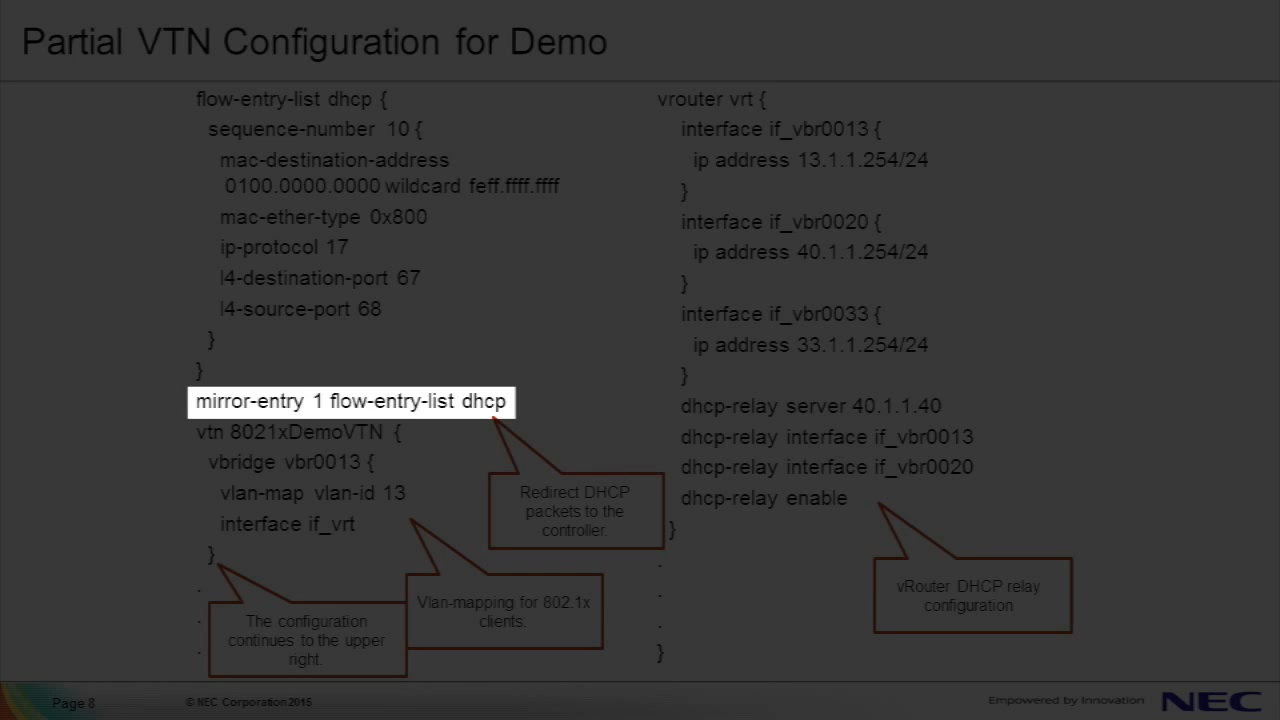 Partial VTN Configuration for Demo
flow-entry-list dhcp {
sequence-number 10 {
mac-destination-address
0100.0000.0000 wildcard feff.ffff.ffff
mac-ether-type 0x800
ip-protocol 17
l4-destination-port 67
l4-source-port 68
}
}
mirror-entry 1 flow-entry-list dhcp
vtn 8021xDemoVTN {
vbridge vbr0013 {
vlan-map vlan-id 13
interface if_vrt
}
.
.
.
Redirect DHCP
packets to the
controller.
Vlan-mapping for 802.1x
clients.
The configuration
continues to the upper
right.
vrouter vrt {
interface if_vbr0013 {
ip address 13.1.1.254/24
}
interface if_vbr0020 {
ip address 40.1.1.254/24
}
interface if_vbr0033 {
ip address 33.1.1.254/24
}
dhcp-relay server 40.1.1.40
dhcp-relay interface if_vbr0013
dhcp-relay interface if_vbr0020
dhcp-relay enable
}
.
.
.
}
vRouter DHCP relay
configuration
Page 8
© NEC Corporation 2015
Empowered by Innovation
NEC